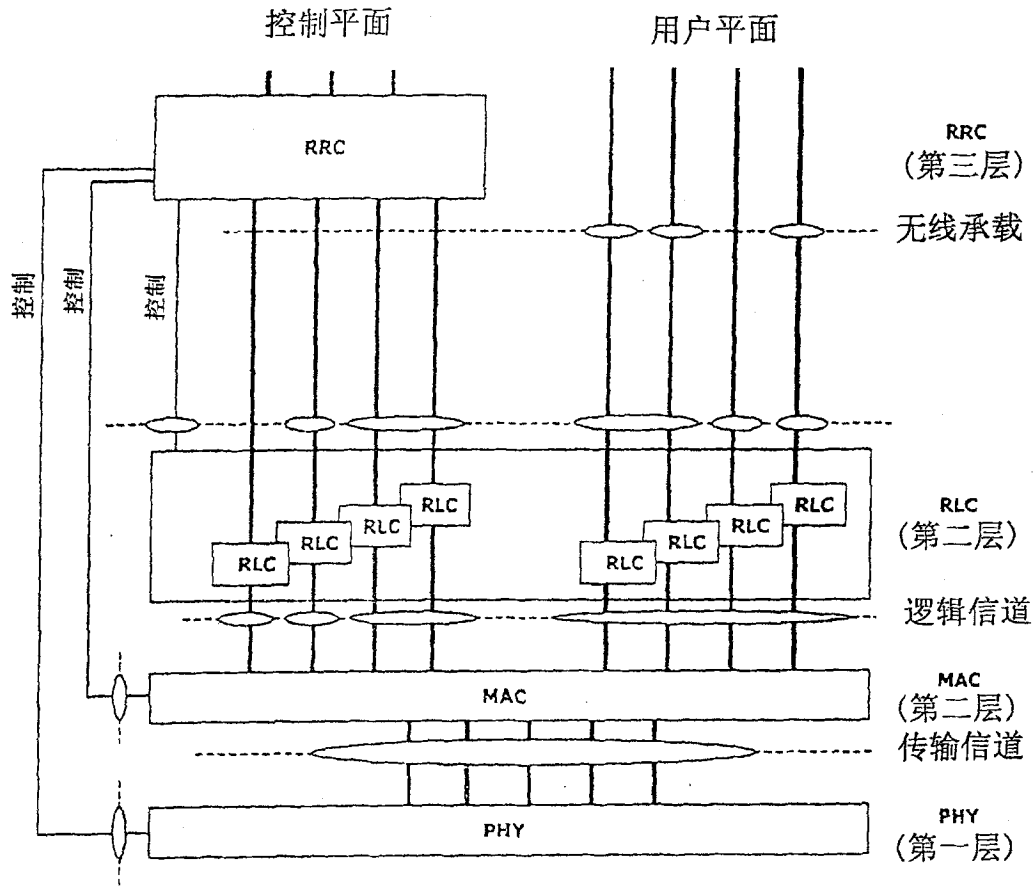 控制平面
用户平面
RRC
RRC
(第三层)
无线承载
控制
控制
控制
RLC
RLC
RLC
RLC
RLC
RLC
RLC
RLC
RLC
(第二层)
逻辑信道
MAC
MAC
(第二层)
传输信道
PHY
PHY
(第一层)